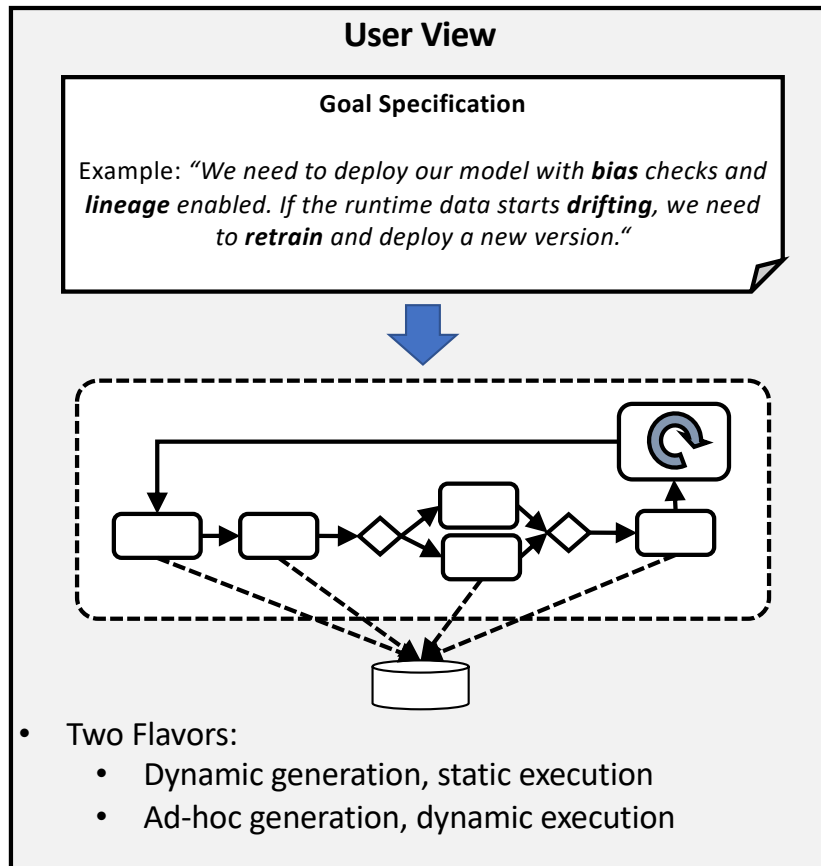 User View
Goal Specification
Example: “We need to deploy our model with bias checks and
lineage enabled. If the runtime data starts drifting, we need
to retrain and deploy a new version.“
• Two Flavors:
• Dynamic generation, static execution
• Ad-hoc generation, dynamic execution